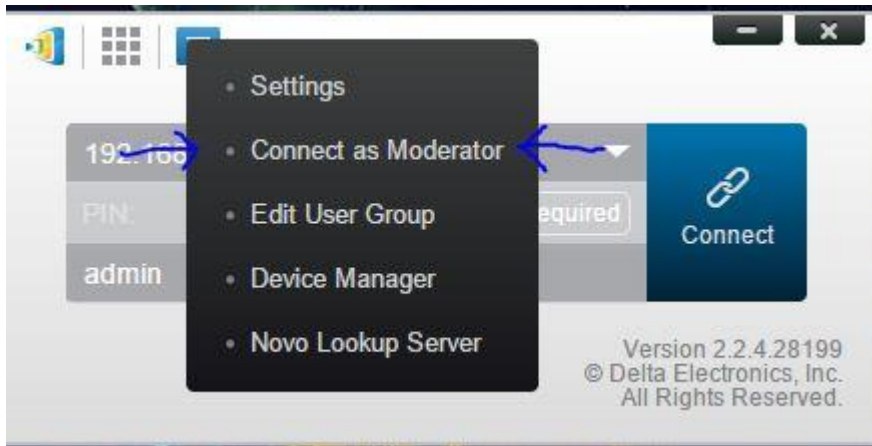 Settings
192.168
Connect as Moderator
PIN:
Edit User Group
equired
Connect
admin
Device Manager
Novo Lookup Server
Version 2.2.4.28199
© Delta Electronics, Inc.
All Rights Reserved.